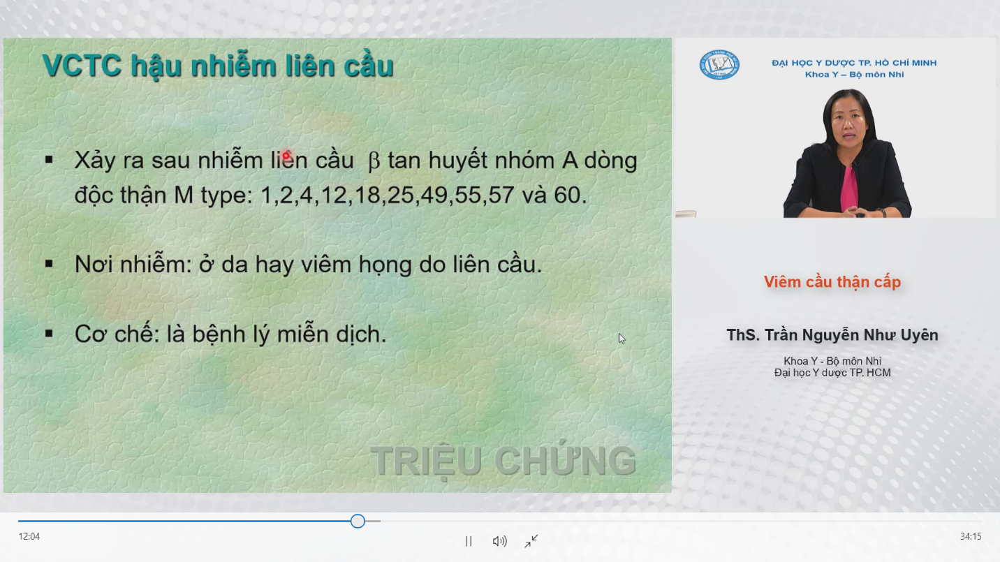 VCTC hậu nhiễm liên cầu
▪ Xảy ra sau nhiễm liên cầu β tan huyết nhóm A dòng
độc thận M type: 1,2,4,12,18,25,49,55,57 và 60.
▪ Nơi nhiễm: ở da hay viêm họng do liên cầu.
▪ Cơ chế: là bệnh lý miễn dịch.
TRIỆU CHỨNG
ĐẠI HỌC Y DƯỢC TP. HỒ CHÍ MINH
Khoa Y – Bộ môn Nhi
Viêm cầu thận cấp
ThS. Trần Nguyễn Như Uyên
Khoa Y - Bộ môn Nhi
Đại học Y dược TP. HCM
12:04
34:15